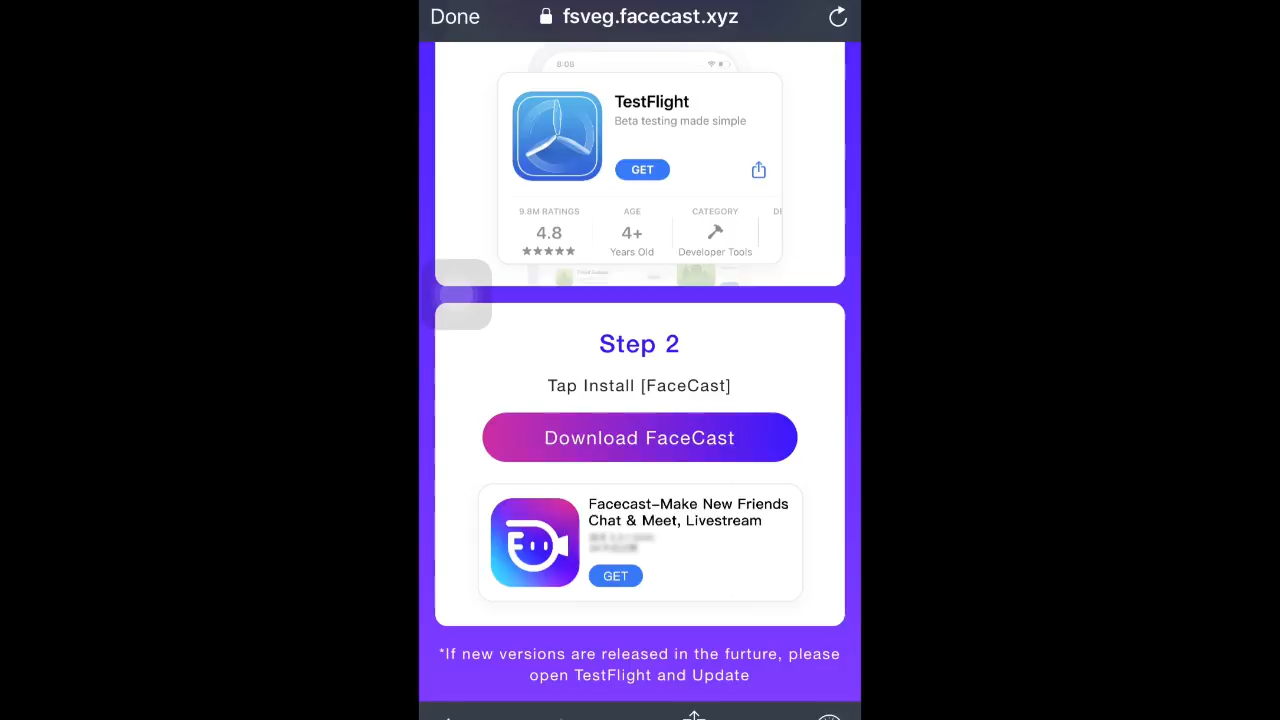 Done
fsveg.facecast.xyz
8:08
TestFlight
Beta testing made simple
GET
9.8M RATINGS
AGE
CATEGORY
4.8
4+
★★★★★
Years Old
Developer Tools
Step 2
Tap Install [FaceCast]
Download FaceCast
Facecast-Make New Friends
Chat & Meet, Livestream
GET
*If new versions are released in the furture, please
open TestFlight and Update